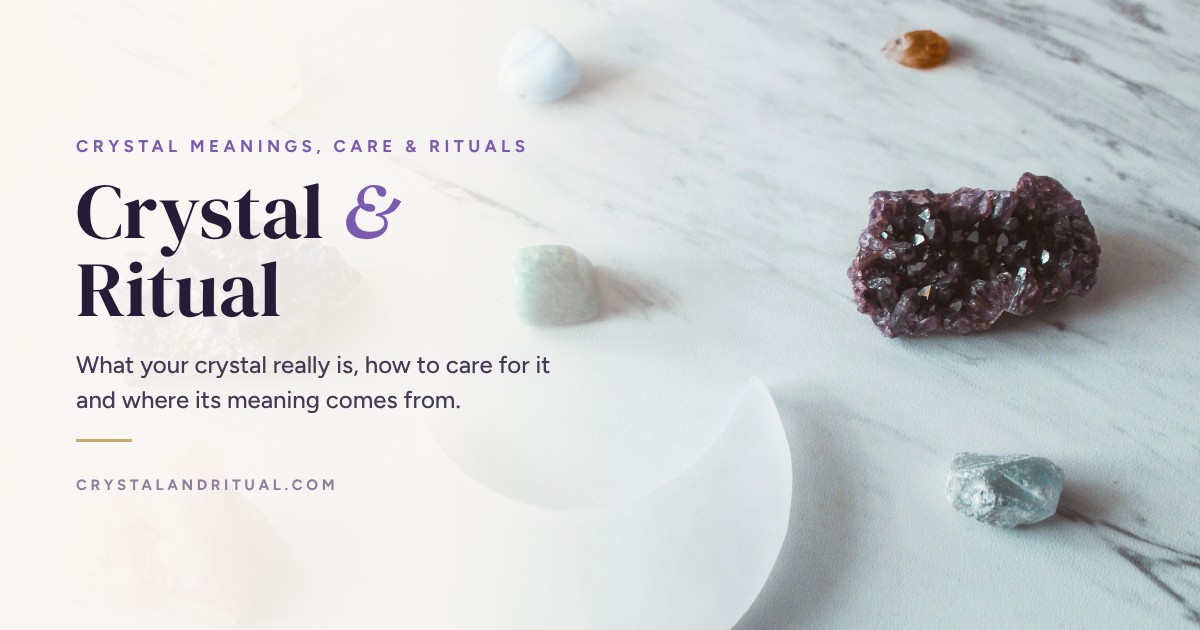 CRYSTAL MEANINGS, CARE & RITUALS
Crystal &
Ritual
What your crystal really is, how to care for it
and where its meaning comes from.
CRYSTALANDRITUAL.COM